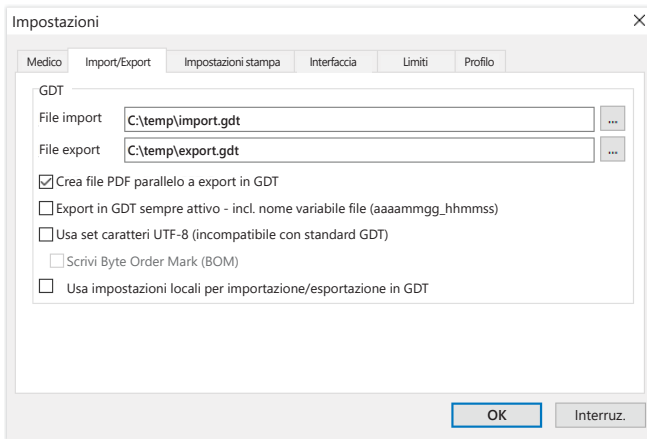 Impostazioni
Medico Import/Export Impostazioni stampa Interfaccia Limiti Profilo
GDT
File import C:\temp\import.gdt ...
File export C:\temp\export.gdt ...
Crea file PDF parallelo a export in GDT
Export in GDT sempre attivo - incl. nome variabile file (aaaammgg_hhmmss)
Usa set caratteri UTF-8 (incompatibile con standard GDT)
Scrivi Byte Order Mark (BOM)
Usa impostazioni locali per importazione/esportazione in GDT
OK Interruz.